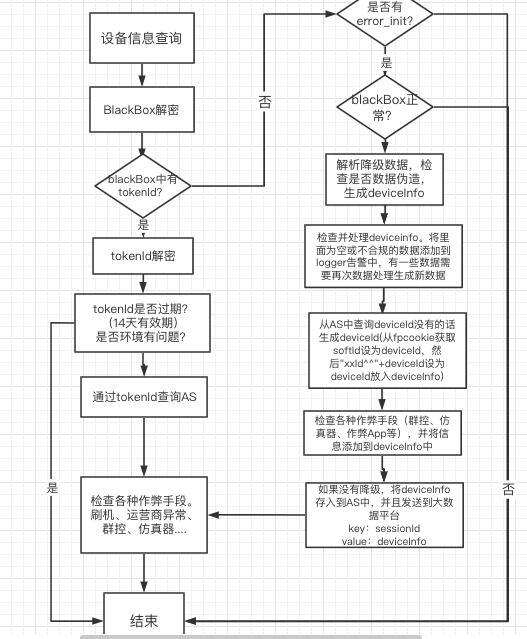 设备信息查询
BlackBox解密
blackBox中有
tokenId?
是
tokenId解密
tokenId是否过期?
（14天有效期）
是否环境有问题?
通过tokenId查询AS
是
检查各种作弊手段。
刷机、运营商异常、
群控、仿真器....
结束
否
是否有
error_init?
是
blackBox正
常?
解析降级数据，检
查是否数据伪造，
生成deviceInfo
检查并处理deviceinfo。将里
面为空或不合规的数据添加到
logger告警中，有一些数据需
要再次数据处理生成新数据
从AS中查询deviceId没有的话
生成deviceId(从fpcookie获取
softId设为deviceId，然
后"xxId^^"+deviceId设为
deviceId放入deviceInfo)
检查各种作弊手段（群控、仿
真器、作弊App等），并将信
息添加到deviceInfo中
如果没有降级，将deviceInfo
存入到AS中，并且发送到大数
据平台
key：sessionId
value：deviceInfo
否